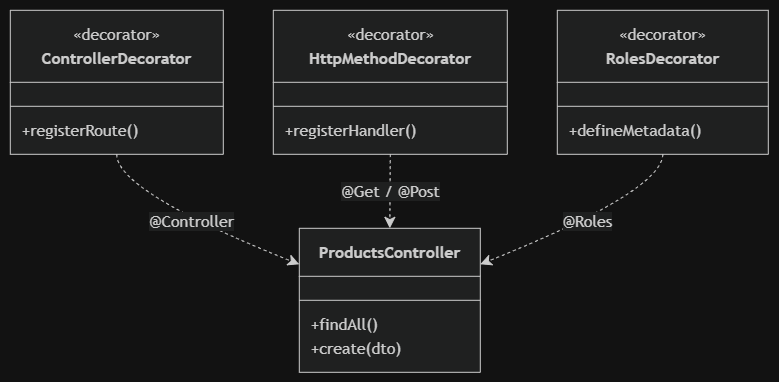 «decorator»
ControllerDecorator
+registerRoute()
«decorator»
HttpMethodDecorator
+registerHandler()
«decorator»
RolesDecorator
+defineMetadata()
@Controller
@Get / @Post
@Roles
ProductsController
+findAll()
+create(dto)